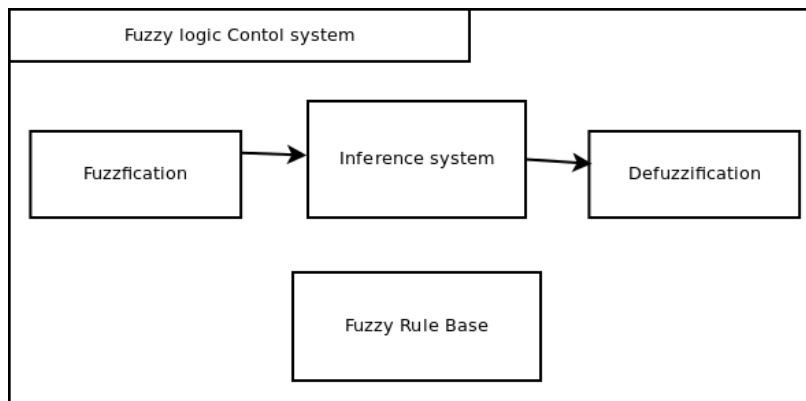 Fuzzy logic Contol system
Fuzzfication
Inference system
Defuzzification
Fuzzy Rule Base